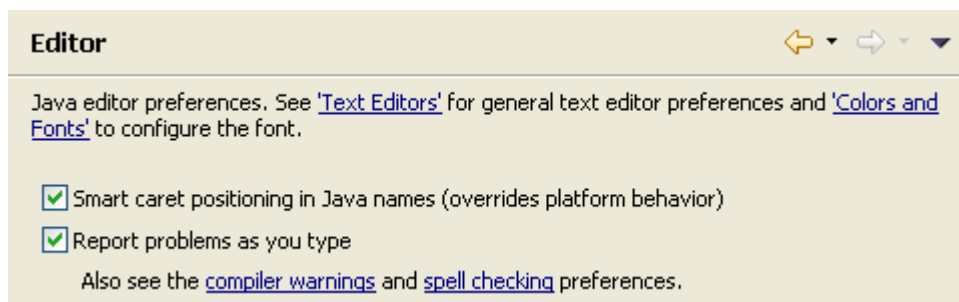 Editor
Java editor preferences. See 'Text Editors' for general text editor preferences and 'Colors and
Fonts' to configure the font.
Smart caret positioning in Java names (overrides platform behavior)
Report problems as you type
Also see the compiler warnings and spell checking preferences.